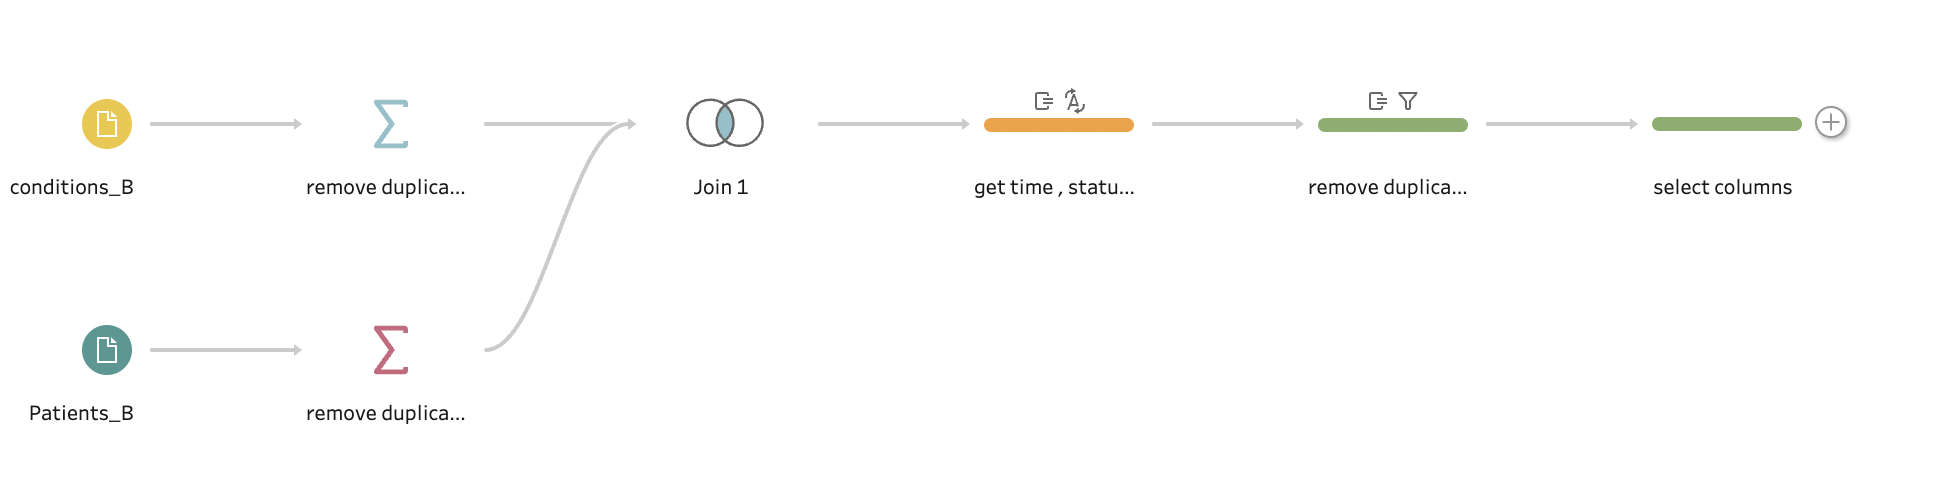 conditions_B
remove duplica...
Join 1
get time , statu...
remove duplica...
select columns
Patients_B
remove duplica...